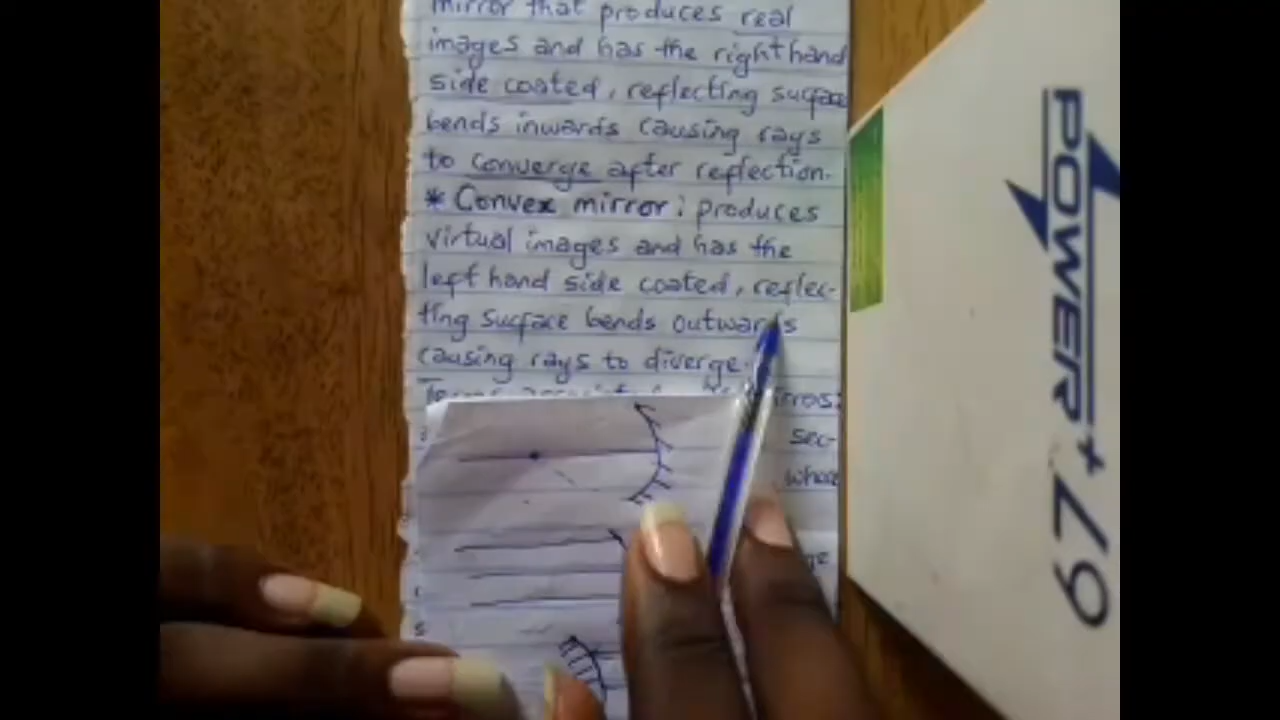 mirror that produces real
images and has the right hand
side coated, reflecting surface
bends inwards causing rays
to converge after reflection.
* Convex mirror: produces
virtual images and has the
left hand side coated, reflec-
ting surface bends outwards
causing rays to diverge.
sec-
POWER+ L9